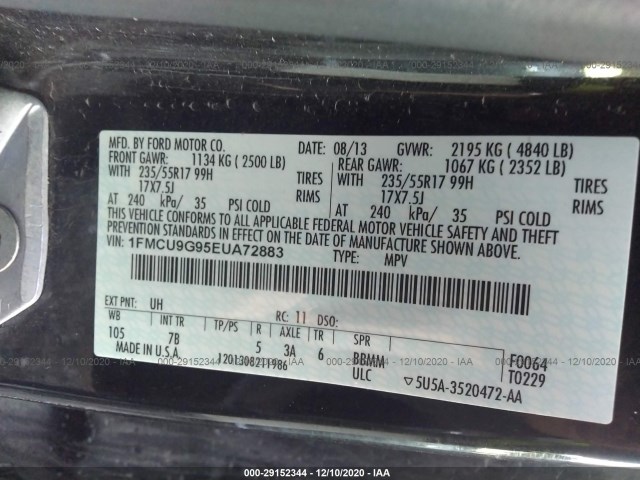 MFD. BY FORD MOTOR CO.
DATE: 08/13 GVWR: 2195 KG ( 4840 LB)
FRONT GAWR: 1134 KG ( 2500 LB)
REAR GAWR: 1067 KG ( 2352 LB)
WITH 235/55R17 99H TIRES
WITH 235/55R17 99H TIRES
17X7.5J RIMS
17X7.5J RIMS
AT 240 kPa/ 35 PSI COLD
AT 240 kPa/ 35 PSI COLD
THIS VEHICLE CONFORMS TO ALL APPLICABLE FEDERAL MOTOR VEHICLE SAFETY AND THEFT
PREVENTION STANDARDS IN EFFECT ON THE DATE OF MANUFACTURE SHOWN ABOVE.
VIN: 1FMCU9G95EUA72883
TYPE: MPV
EXT PNT: UH RC: 11 DSO:
WB INT TR TP/PS R AXLE TR SPR
105 7B 5 3A 6 BBMM F0064
MADE IN U.S.A. 1201308211986 ULC T0229
▽5U5A-3520472-AA
000-29152344 - 12/10/2020 - IAA